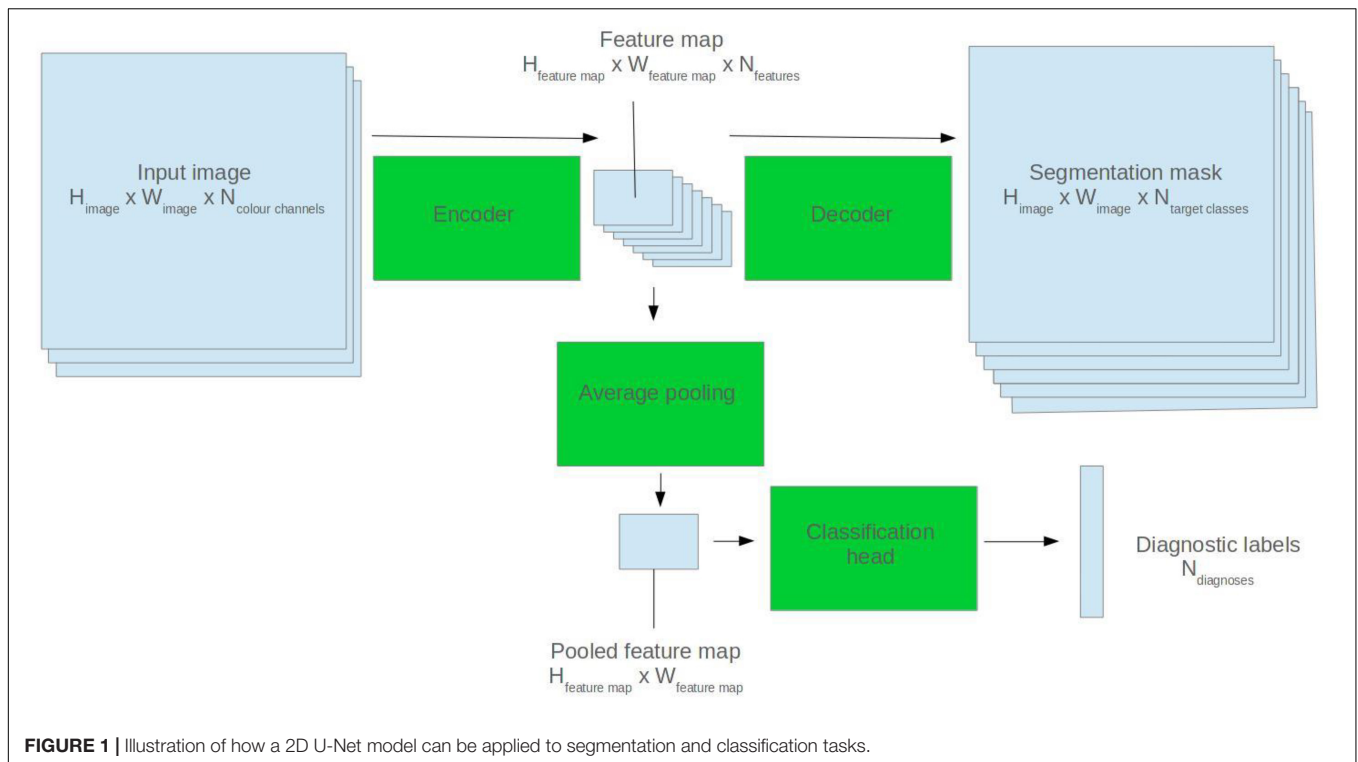 Feature map
H feature map x W feature map x N features
Input image
H image x W image x N colour channels
Encoder
Decoder
Segmentation mask
H image x W image x N target classes
Average pooling
Classification
head
Diagnostic labels
N diagnoses
Pooled feature map
H feature map x W feature map
FIGURE 1 | Illustration of how a 2D U-Net model can be applied to segmentation and classification tasks.